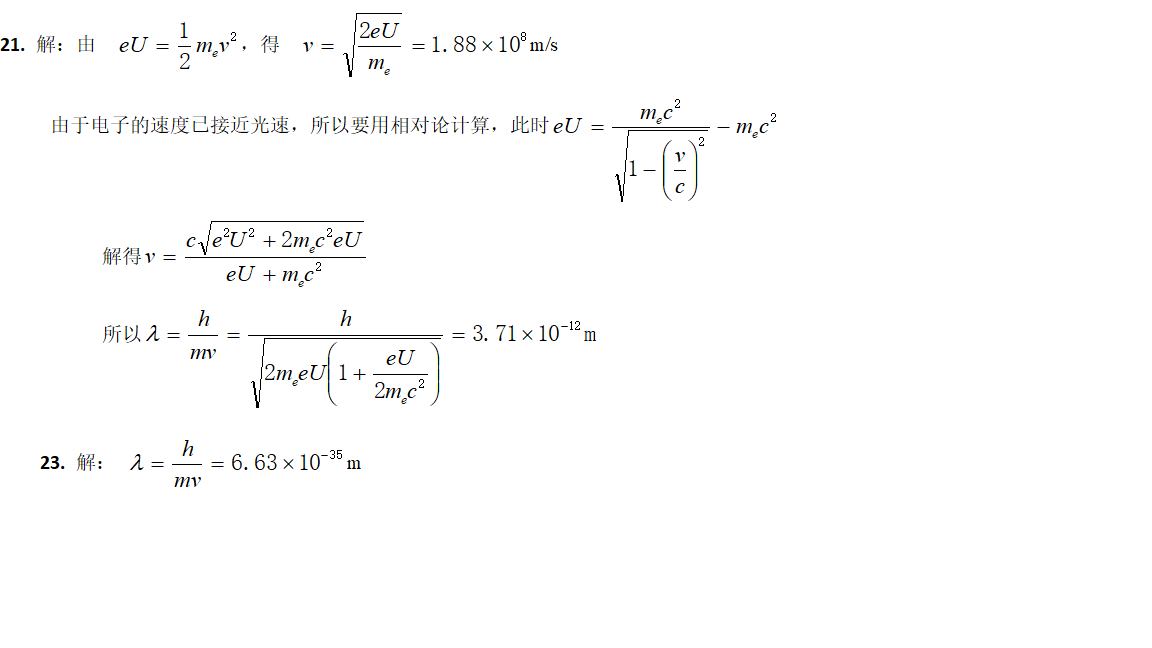 21. 解：由 $eU = \frac{1}{2} m_e v^2$，得 $v = \sqrt{\frac{2eU}{m_e}} = 1.88 \times 10^8 \text{m/s}$
由于电子的速度已接近光速，所以要用相对论计算，此时 $eU = \frac{m_e c^2}{\sqrt{1 - \left(\frac{v}{c}\right)^2}} - m_e c^2$
解得 $v = \frac{c\sqrt{e^2U^2 + 2m_e c^2 eU}}{eU + m_e c^2}$
所以 $\lambda = \frac{h}{mv} = \frac{h}{\sqrt{2m_e eU\left(1 + \frac{eU}{2m_e c^2}\right)}} = 3.71 \times 10^{-12} \text{m}$
23. 解： $\lambda = \frac{h}{mv} = 6.63 \times 10^{-35} \text{m}$